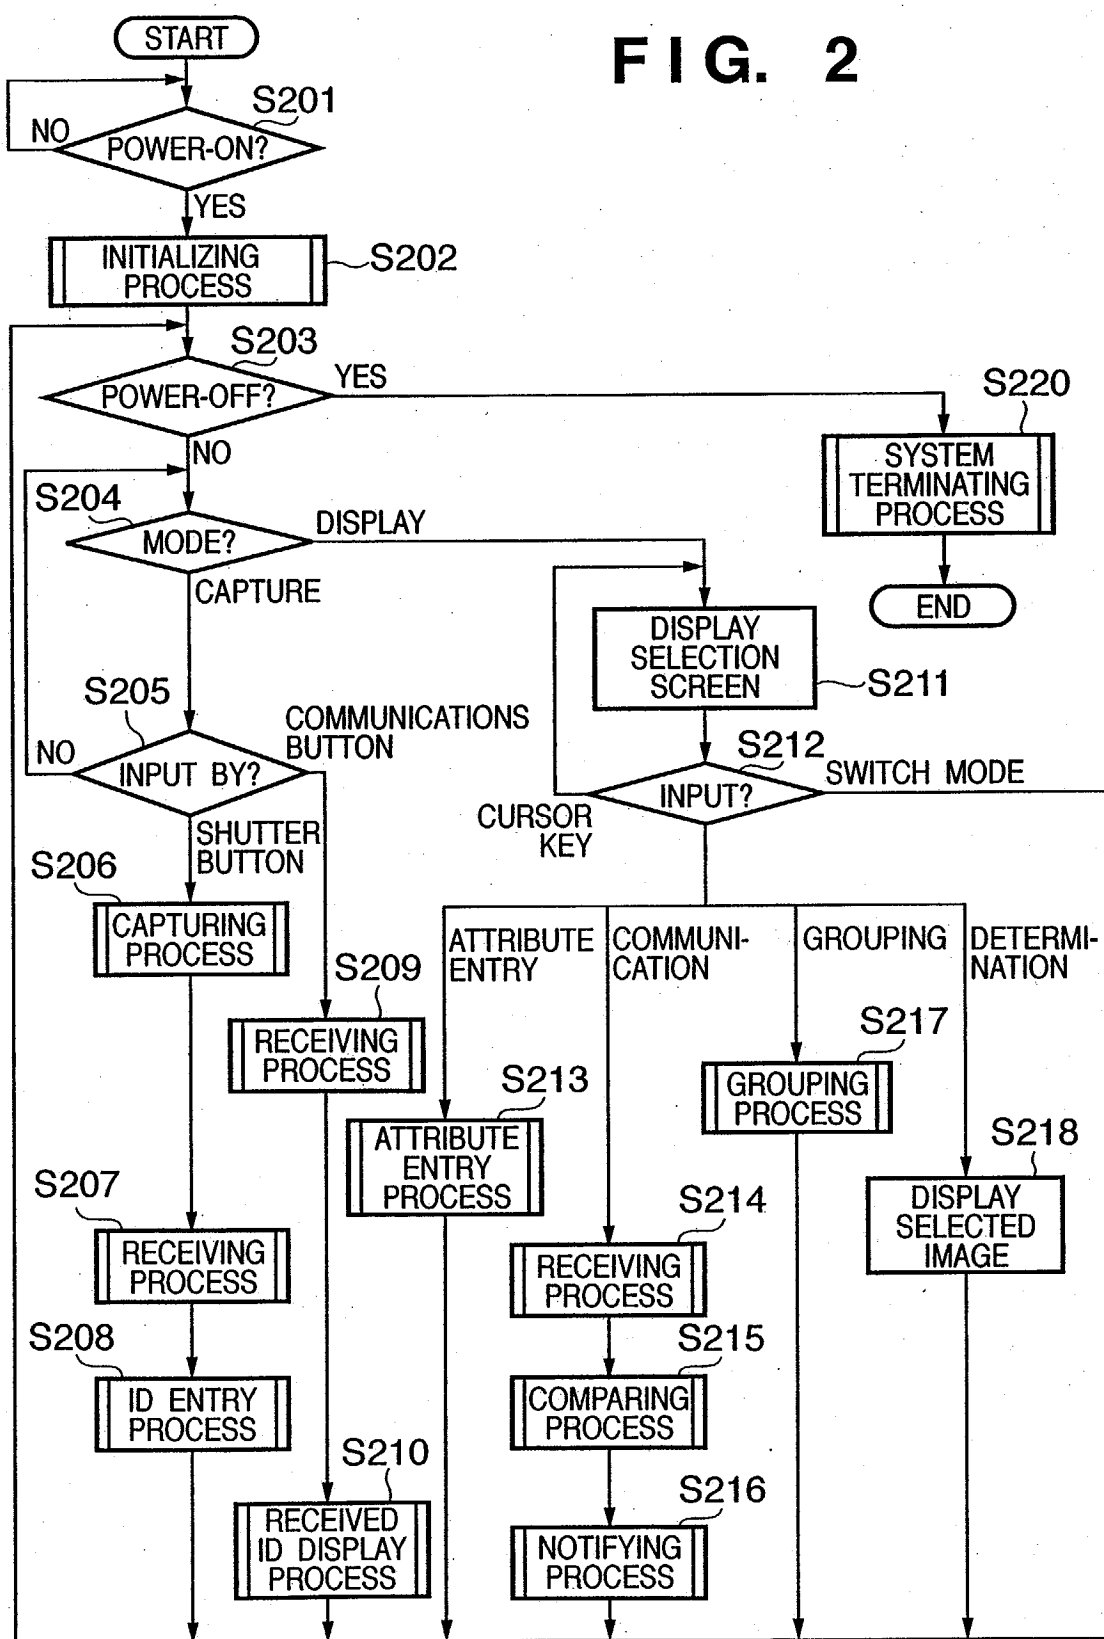 FIG. 2
START
S201
NO
POWER-ON?
YES
INITIALIZING
PROCESS
S202
S203
POWER-OFF?
YES
NO
S220
SYSTEM
TERMINATING
PROCESS
END
S204
MODE?
DISPLAY
CAPTURE
DISPLAY
SELECTION
SCREEN
S211
S205
NO
INPUT BY?
COMMUNICATIONS
BUTTON
SHUTTER
BUTTON
S212
INPUT?
SWITCH MODE
CURSOR
KEY
S206
CAPTURING
PROCESS
ATTRIBUTE
ENTRY
COMMUNI-
CATION
GROUPING
DETERMI-
NATION
S209
RECEIVING
PROCESS
S217
GROUPING
PROCESS
S213
ATTRIBUTE
ENTRY
PROCESS
S218
DISPLAY
SELECTED
IMAGE
S207
RECEIVING
PROCESS
S214
RECEIVING
PROCESS
S208
ID ENTRY
PROCESS
S215
COMPARING
PROCESS
S210
RECEIVED
ID DISPLAY
PROCESS
S216
NOTIFYING
PROCESS